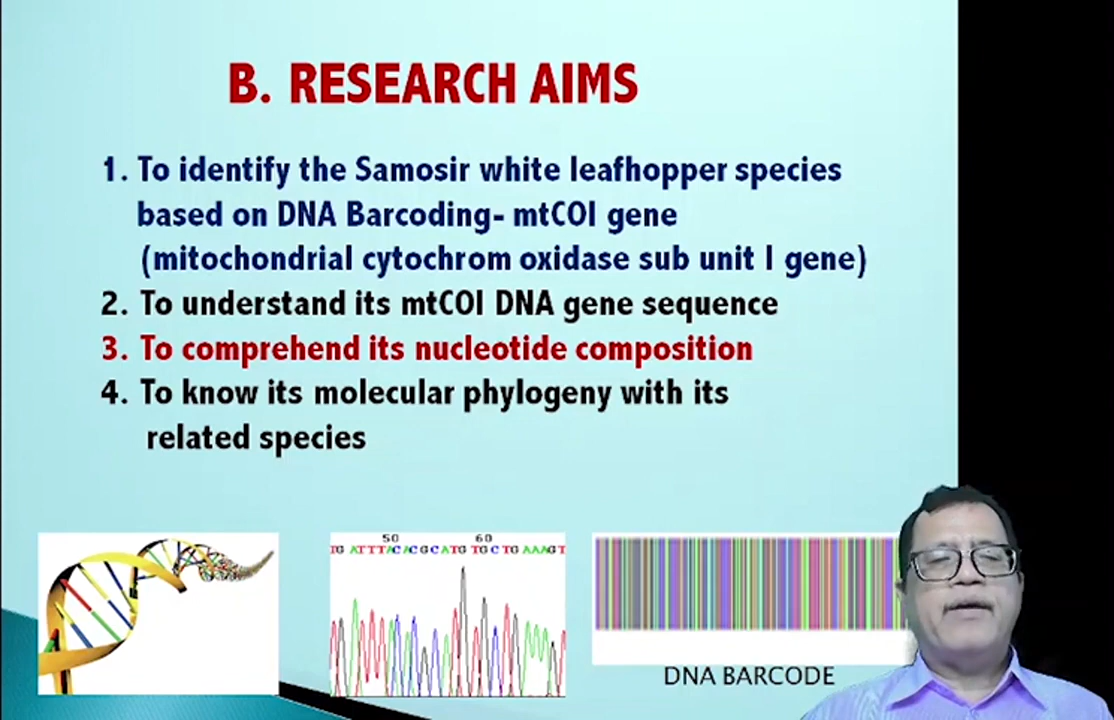 B. RESEARCH AIMS
1. To identify the Samosir white leafhopper species
based on DNA Barcoding- mtCOI gene
(mitochondrial cytochrom oxidase sub unit I gene)
2. To understand its mtCOI DNA gene sequence
3. To comprehend its nucleotide composition
4. To know its molecular phylogeny with its
related species
50 60
TG ATTTACACGCATGTGCTGAAAGT
DNA BARCODE